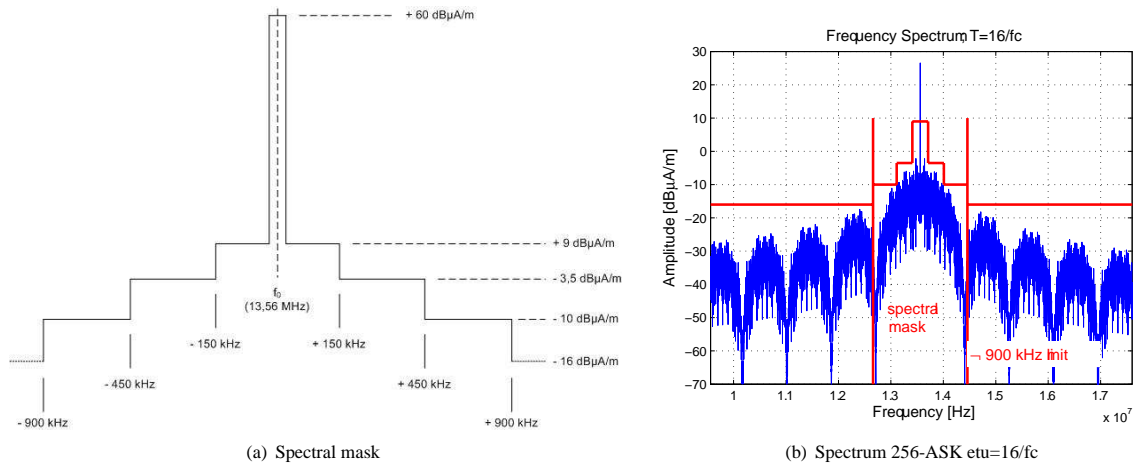 + 60 dBµA/m
+ 9 dBµA/m
- 3,5 dBµA/m
f0
(13,56 MHz)
- 10 dBµA/m
- 150 kHz
+ 150 kHz
- 16 dBµA/m
- 450 kHz
+ 450 kHz
- 900 kHz
+ 900 kHz
(a) Spectral mask
Frequency Spectrum, T=16/fc
Amplitude [dBµA/m]
30
20
10
0
−10
−20
−30
−40
−50
−60
−70
spectral
mask
¬ 900 kHz limit
1 1.1 1.2 1.3 1.4 1.5 1.6 1.7
Frequency [Hz]
x 10^7
(b) Spectrum 256-ASK etu=16/fc